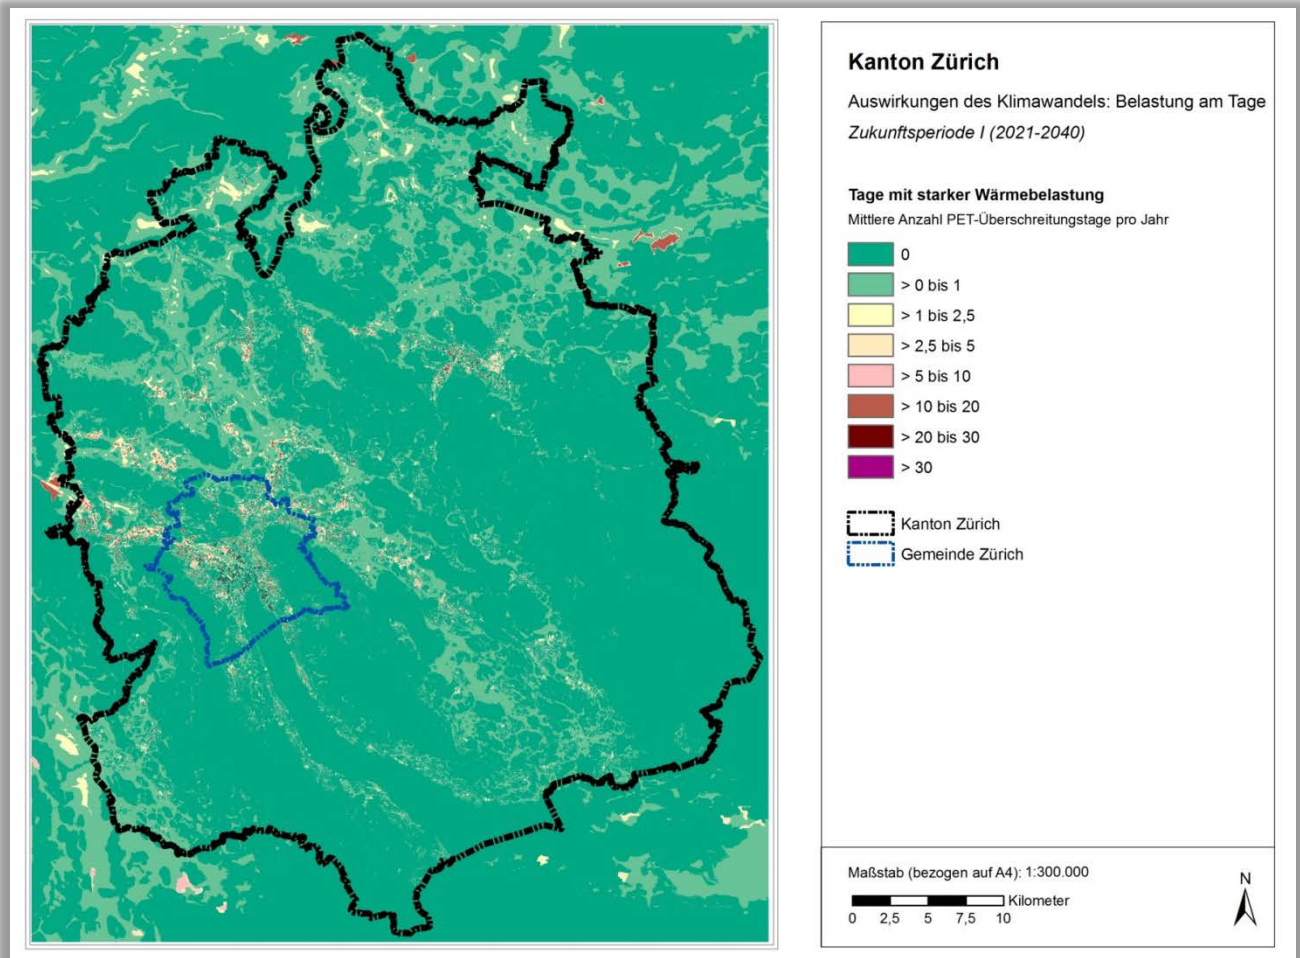 Kanton Zürich
Auswirkungen des Klimawandels: Belastung am Tage
Zukunftsperiode I (2021-2040)
Tage mit starker Wärmebelastung
Mittlere Anzahl PET-Überschreitungstage pro Jahr
0
> 0 bis 1
> 1 bis 2,5
> 2,5 bis 5
> 5 bis 10
> 10 bis 20
> 20 bis 30
> 30
Kanton Zürich
Gemeinde Zürich
Maßstab (bezogen auf A4): 1:300.000
N
Kilometer
0 2,5 5 7,5 10